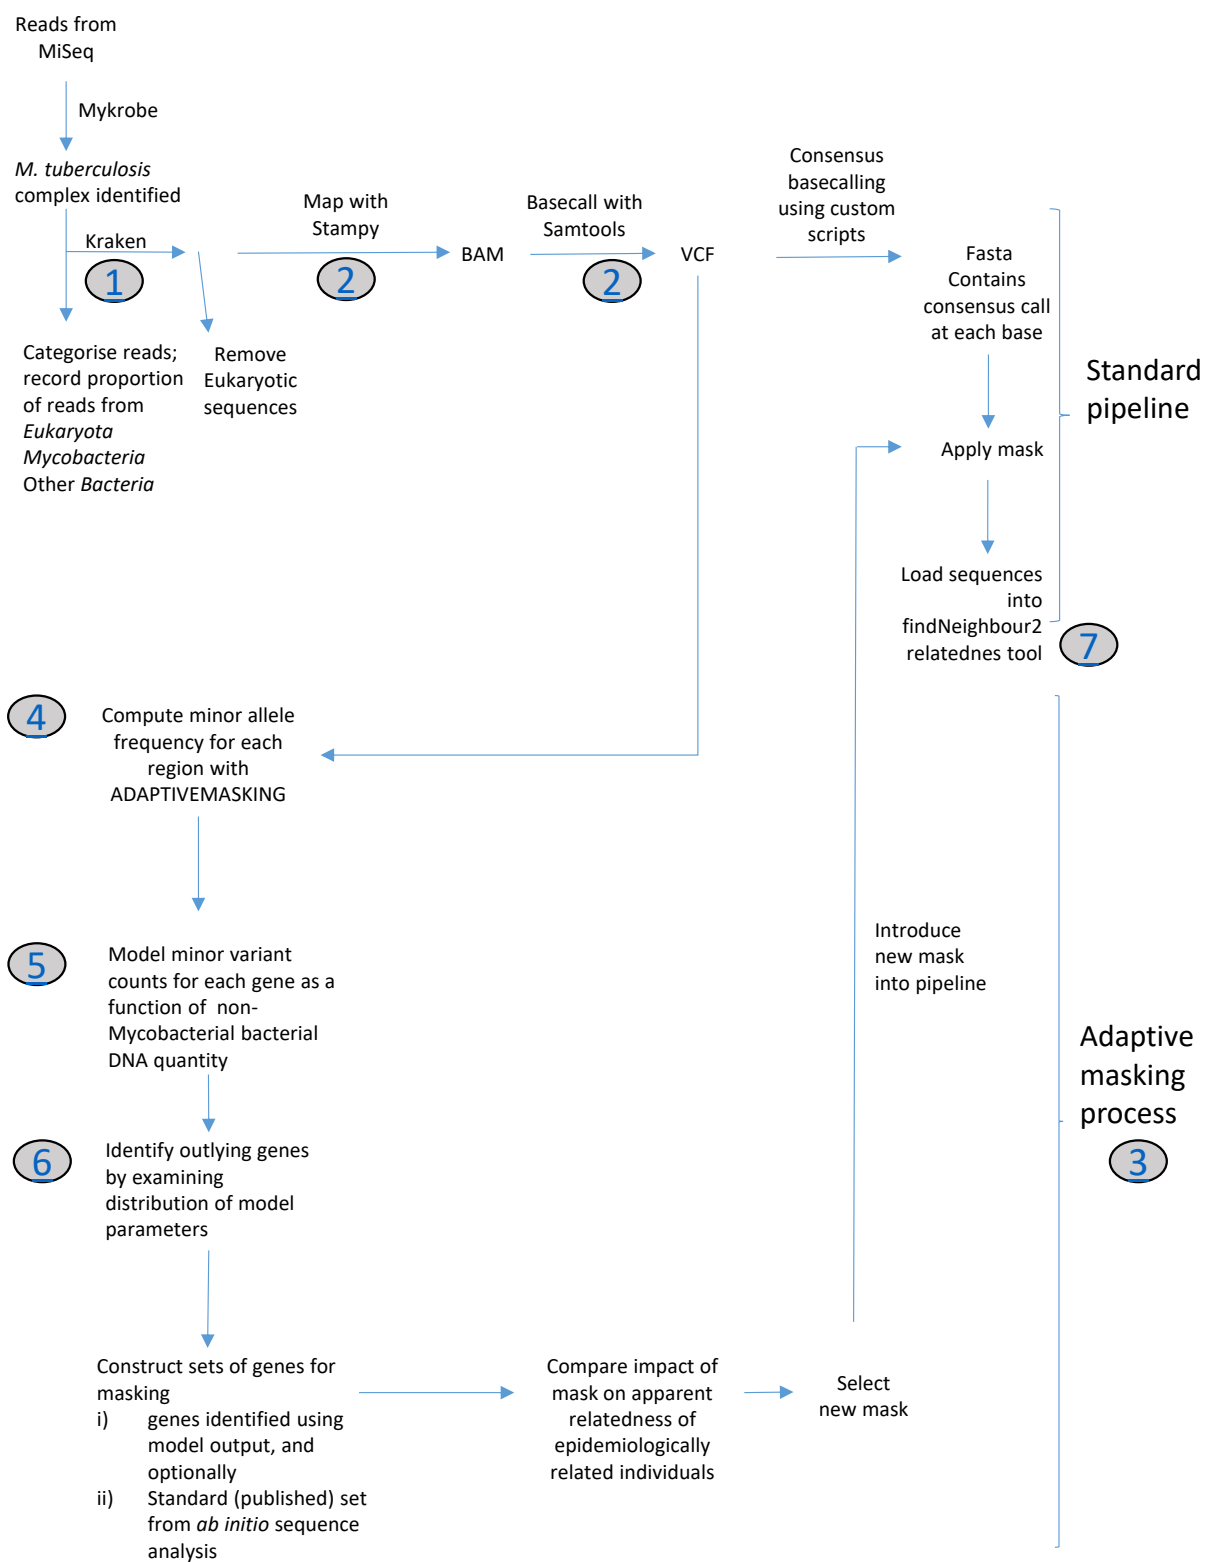 Reads from
MiSeq
Mykrobe
M. tuberculosis
complex identified
Kraken
1
Categorise reads;
record proportion
of reads from
Eukaryota
Mycobacteria
Other Bacteria
Remove
Eukaryotic
sequences
Map with
Stampy
2
BAM
Basecall with
Samtools
2
VCF
Consensus
basecalling
using custom
scripts
Fasta
Contains
consensus call
at each base
Apply mask
Load sequences
into
findNeighbour2
relatednes tool
7
Standard
pipeline
4
Compute minor allele
frequency for each
region with
ADAPTIVEMASKING
5
Model minor variant
counts for each gene as a
function of non-
Mycobacterial bacterial
DNA quantity
6
Identify outlying genes
by examining
distribution of model
parameters
Construct sets of genes for
masking
i) genes identified using
model output, and
optionally
ii) Standard (published) set
from ab initio sequence
analysis
Compare impact of
mask on apparent
relatedness of
epidemiologically
related individuals
Select
new mask
Introduce
new mask
into pipeline
Adaptive
masking
process
3